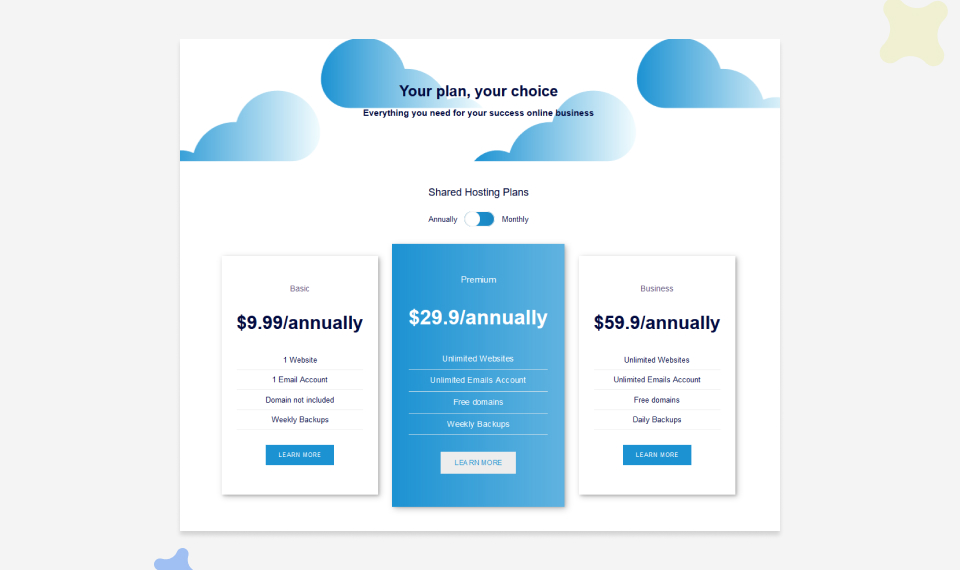 Your plan, your choice
Everything you need for your success online business
Shared Hosting Plans
Annually Monthly
Basic
$9.99/annually
1 Website
1 Email Account
Domain not included
Weekly Backups
LEARN MORE
Premium
$29.9/annually
Unlimited Websites
Unlimited Emails Account
Free domains
Weekly Backups
LEARN MORE
Business
$59.9/annually
Unlimited Websites
Unlimited Emails Account
Free domains
Daily Backups
LEARN MORE